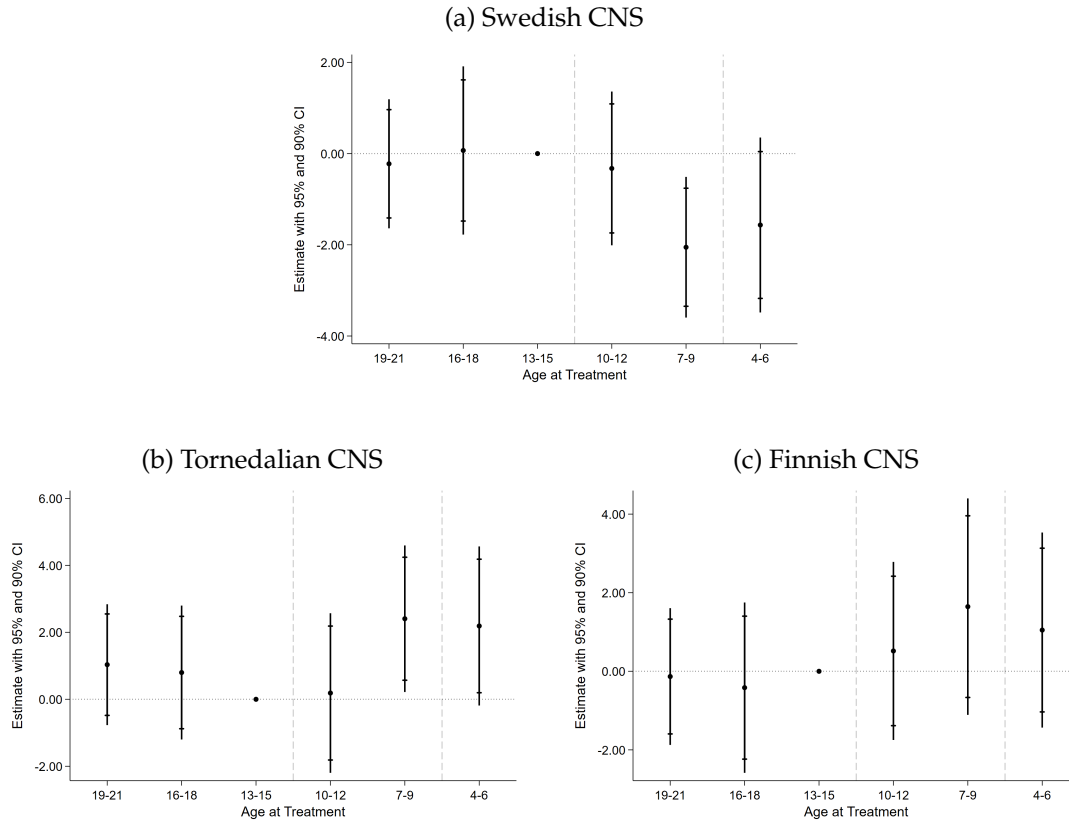 (a) Swedish CNS
Estimate with 95% and 90% CI
2.00
0.00
-2.00
-4.00
19-21 16-18 13-15 10-12 7-9 4-6
Age at Treatment
(b) Tornedalian CNS
Estimate with 95% and 90% CI
6.00
4.00
2.00
0.00
-2.00
19-21 16-18 13-15 10-12 7-9 4-6
Age at Treatment
(c) Finnish CNS
Estimate with 95% and 90% CI
4.00
2.00
0.00
-2.00
19-21 16-18 13-15 10-12 7-9 4-6
Age at Treatment